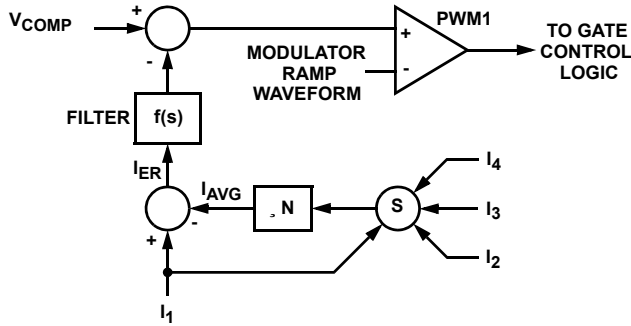 VCOMP
+
-
+
-
PWM1
MODULATOR
RAMP
WAVEFORM
TO GATE
CONTROL
LOGIC
FILTER
f(s)
IER
IAVG
N
S
I4
I3
I2
+
-
I1